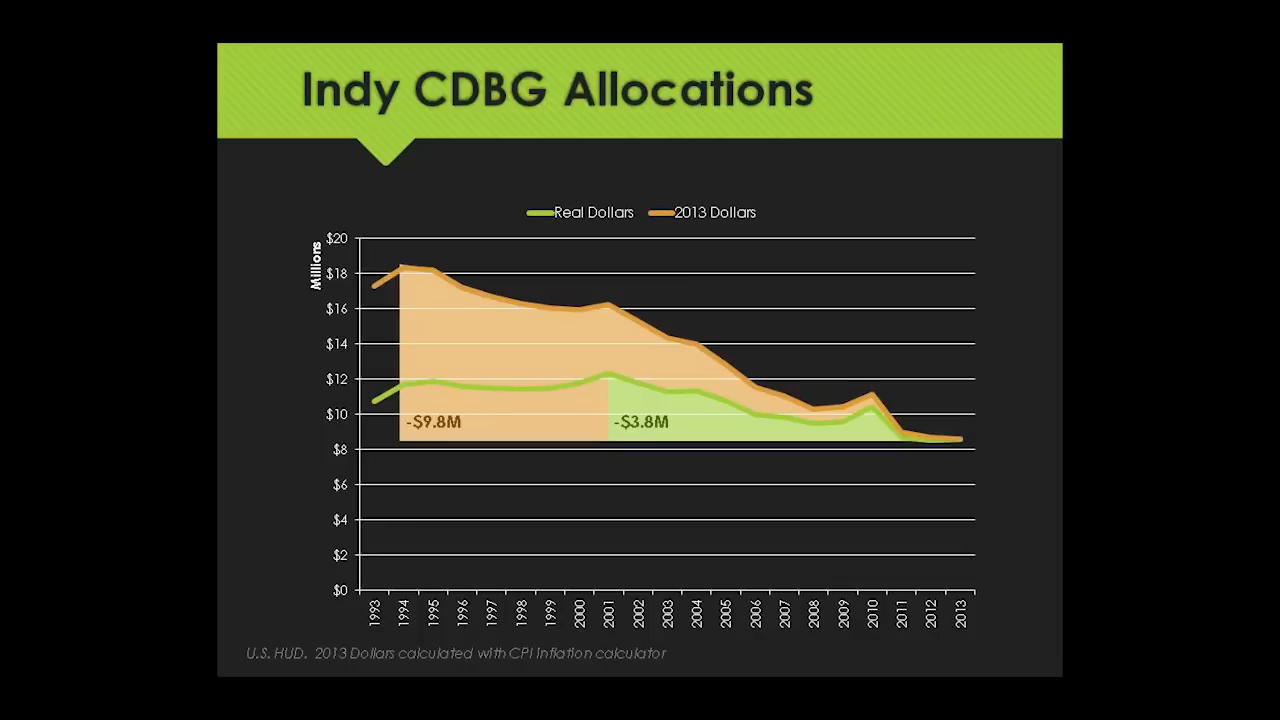 Indy CDBG Allocations
Real Dollars 2013 Dollars
Millions
$20
$18
$16
$14
$12
$10
$8
$6
$4
$2
$0
-$9.8M -$3.8M
1993 1994 1995 1996 1997 1998 1999 2000 2001 2002 2003 2004 2005 2006 2007 2008 2009 2010 2011 2012 2013
U.S. HUD. 2013 Dollars calculated with CPI Inflation calculator